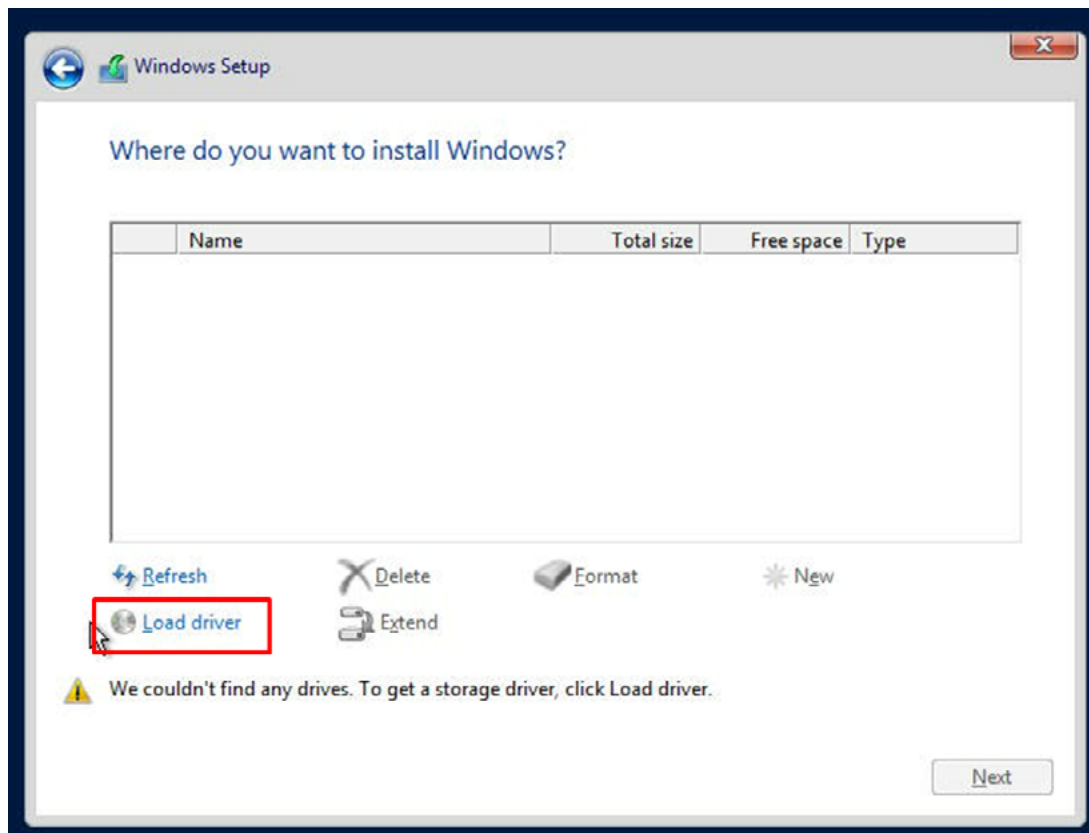 Windows Setup
Where do you want to install Windows?
Name Total size Free space Type
Refresh Delete Format New
Load driver Extend
We couldn't find any drives. To get a storage driver, click Load driver.
Next